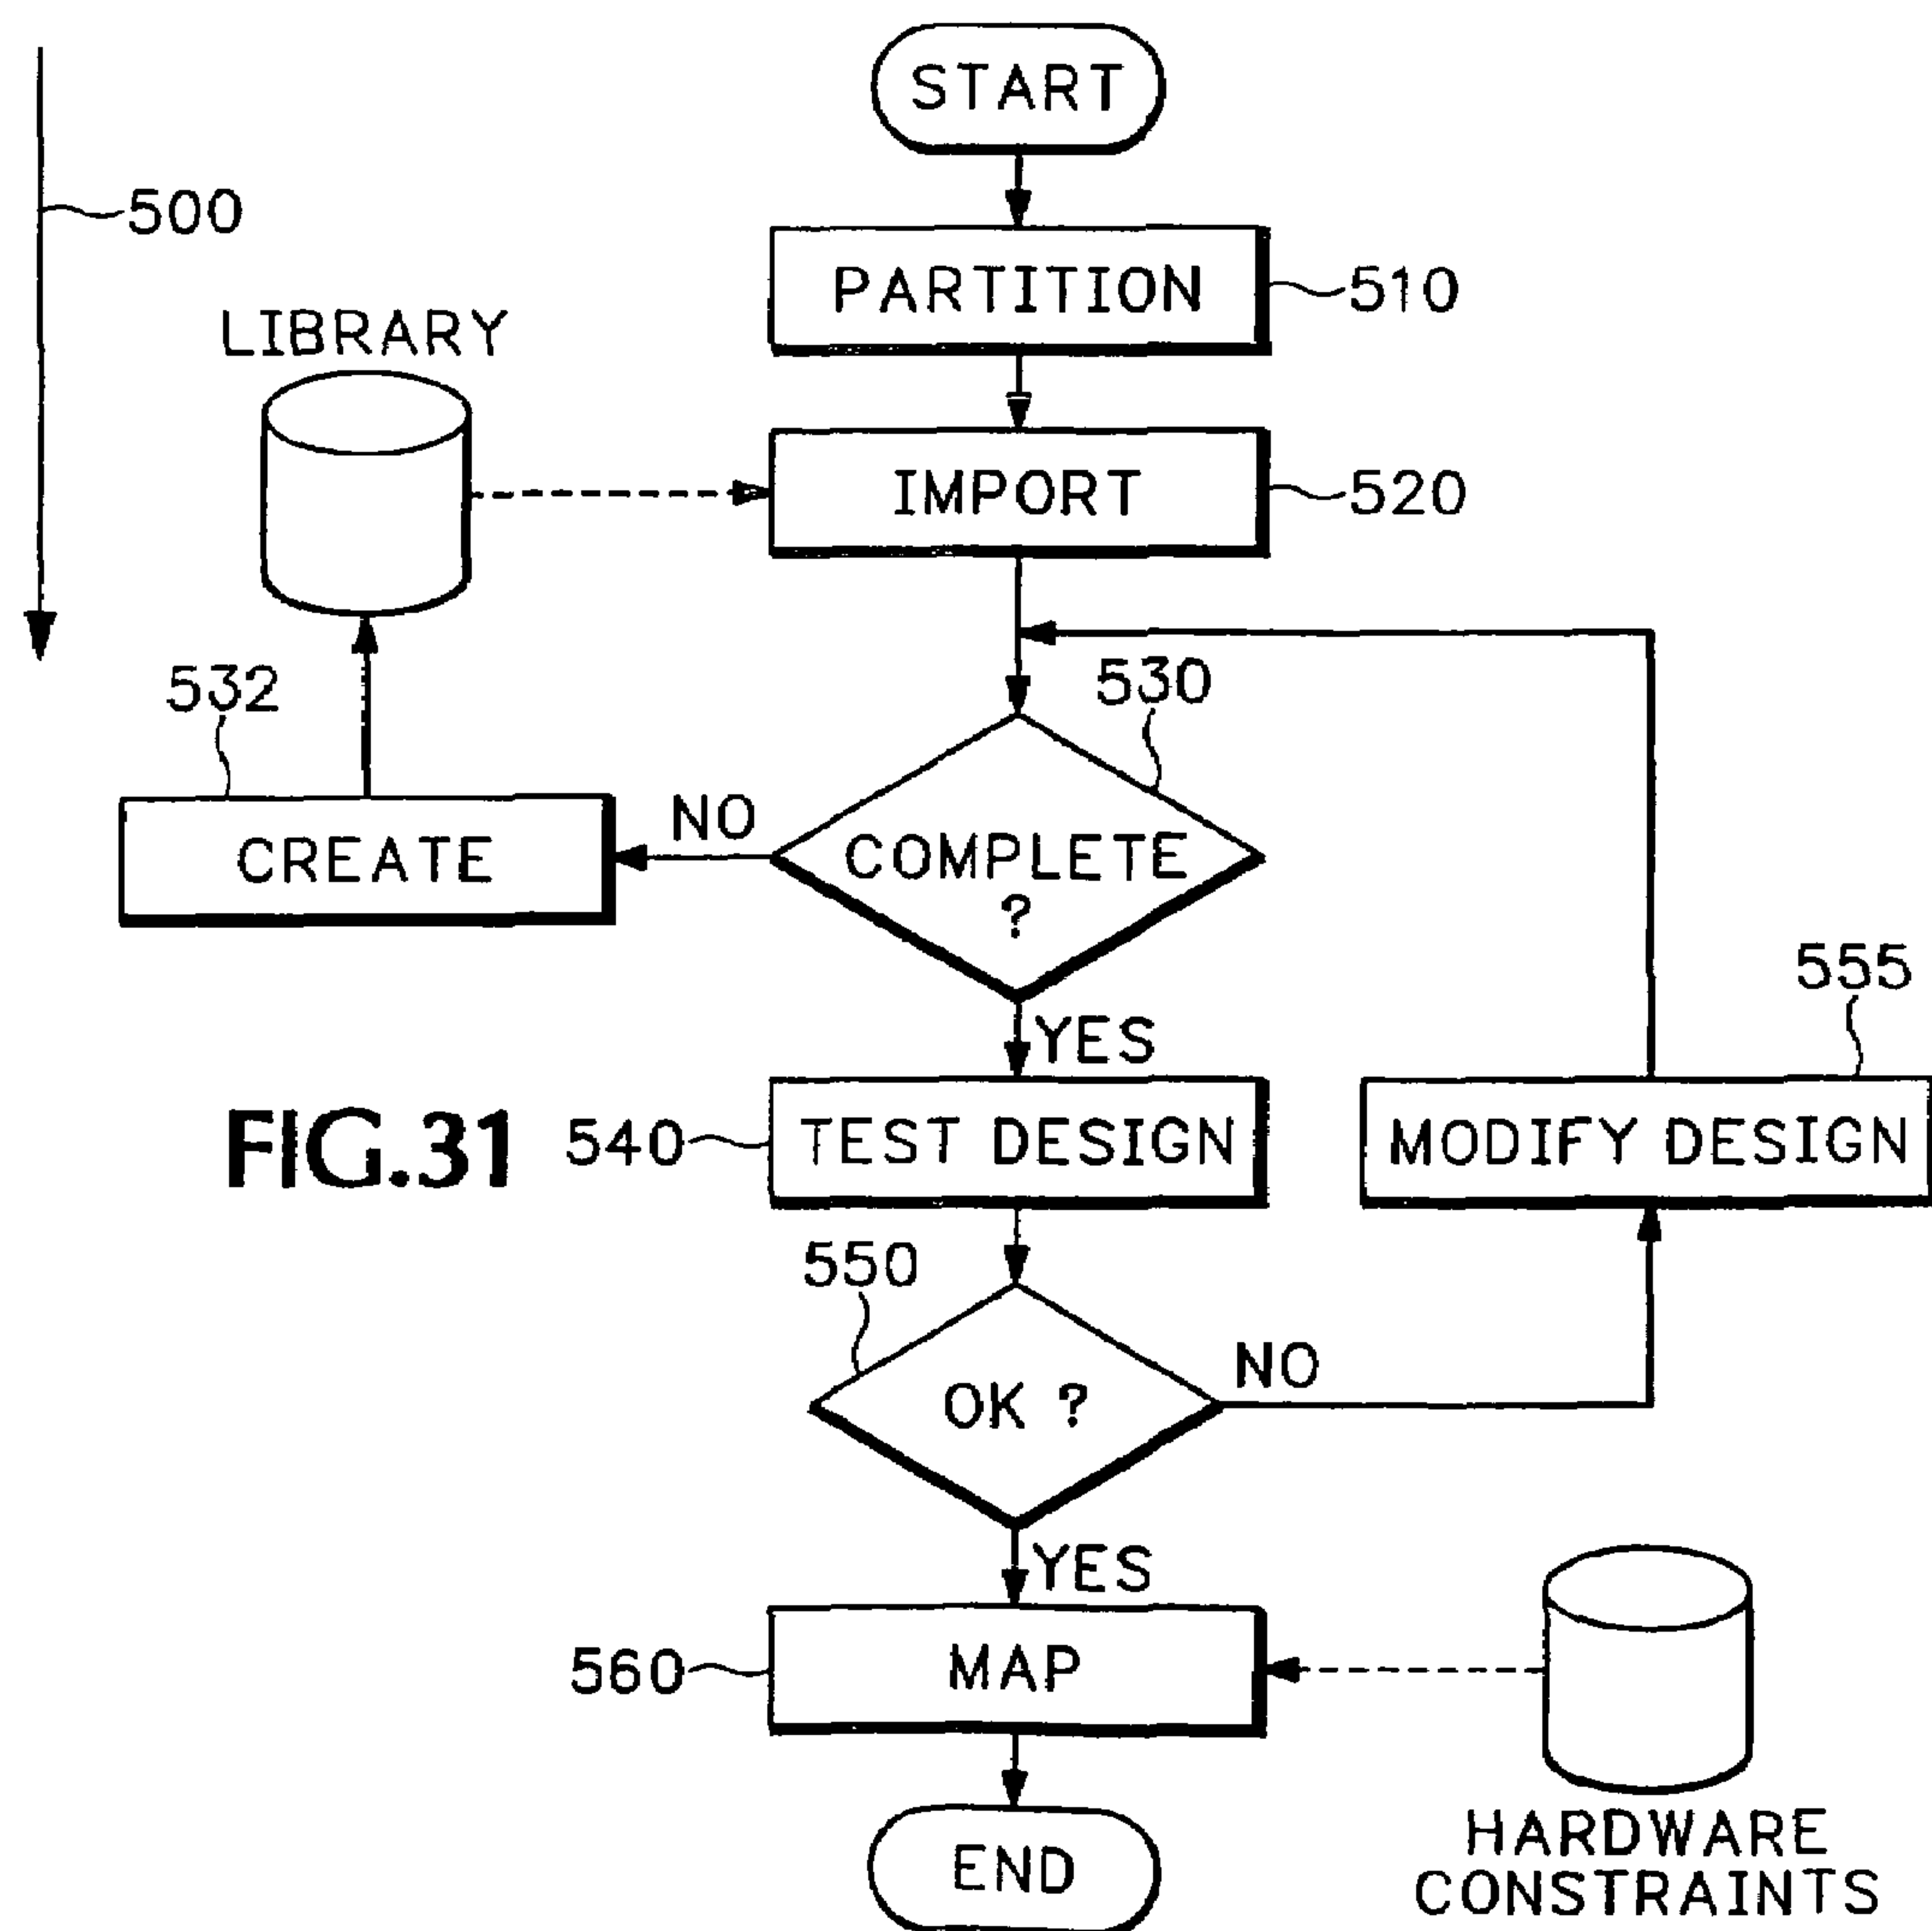 START
500
PARTITION
510
LIBRARY
IMPORT
520
530
532
NO
CREATE
COMPLETE
?
555
YES
FIG.31
540
TEST DESIGN
MODIFY DESIGN
550
NO
OK ?
YES
560
MAP
HARDWARE
CONSTRAINTS
END